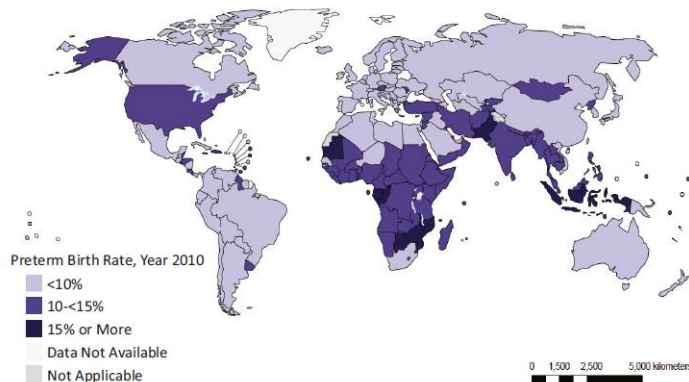 Preterm Birth Rate, Year 2010
<10%
10-<15%
15% or More
Data Not Available
Not Applicable
0 1,500 2,500 5,000 kilometers